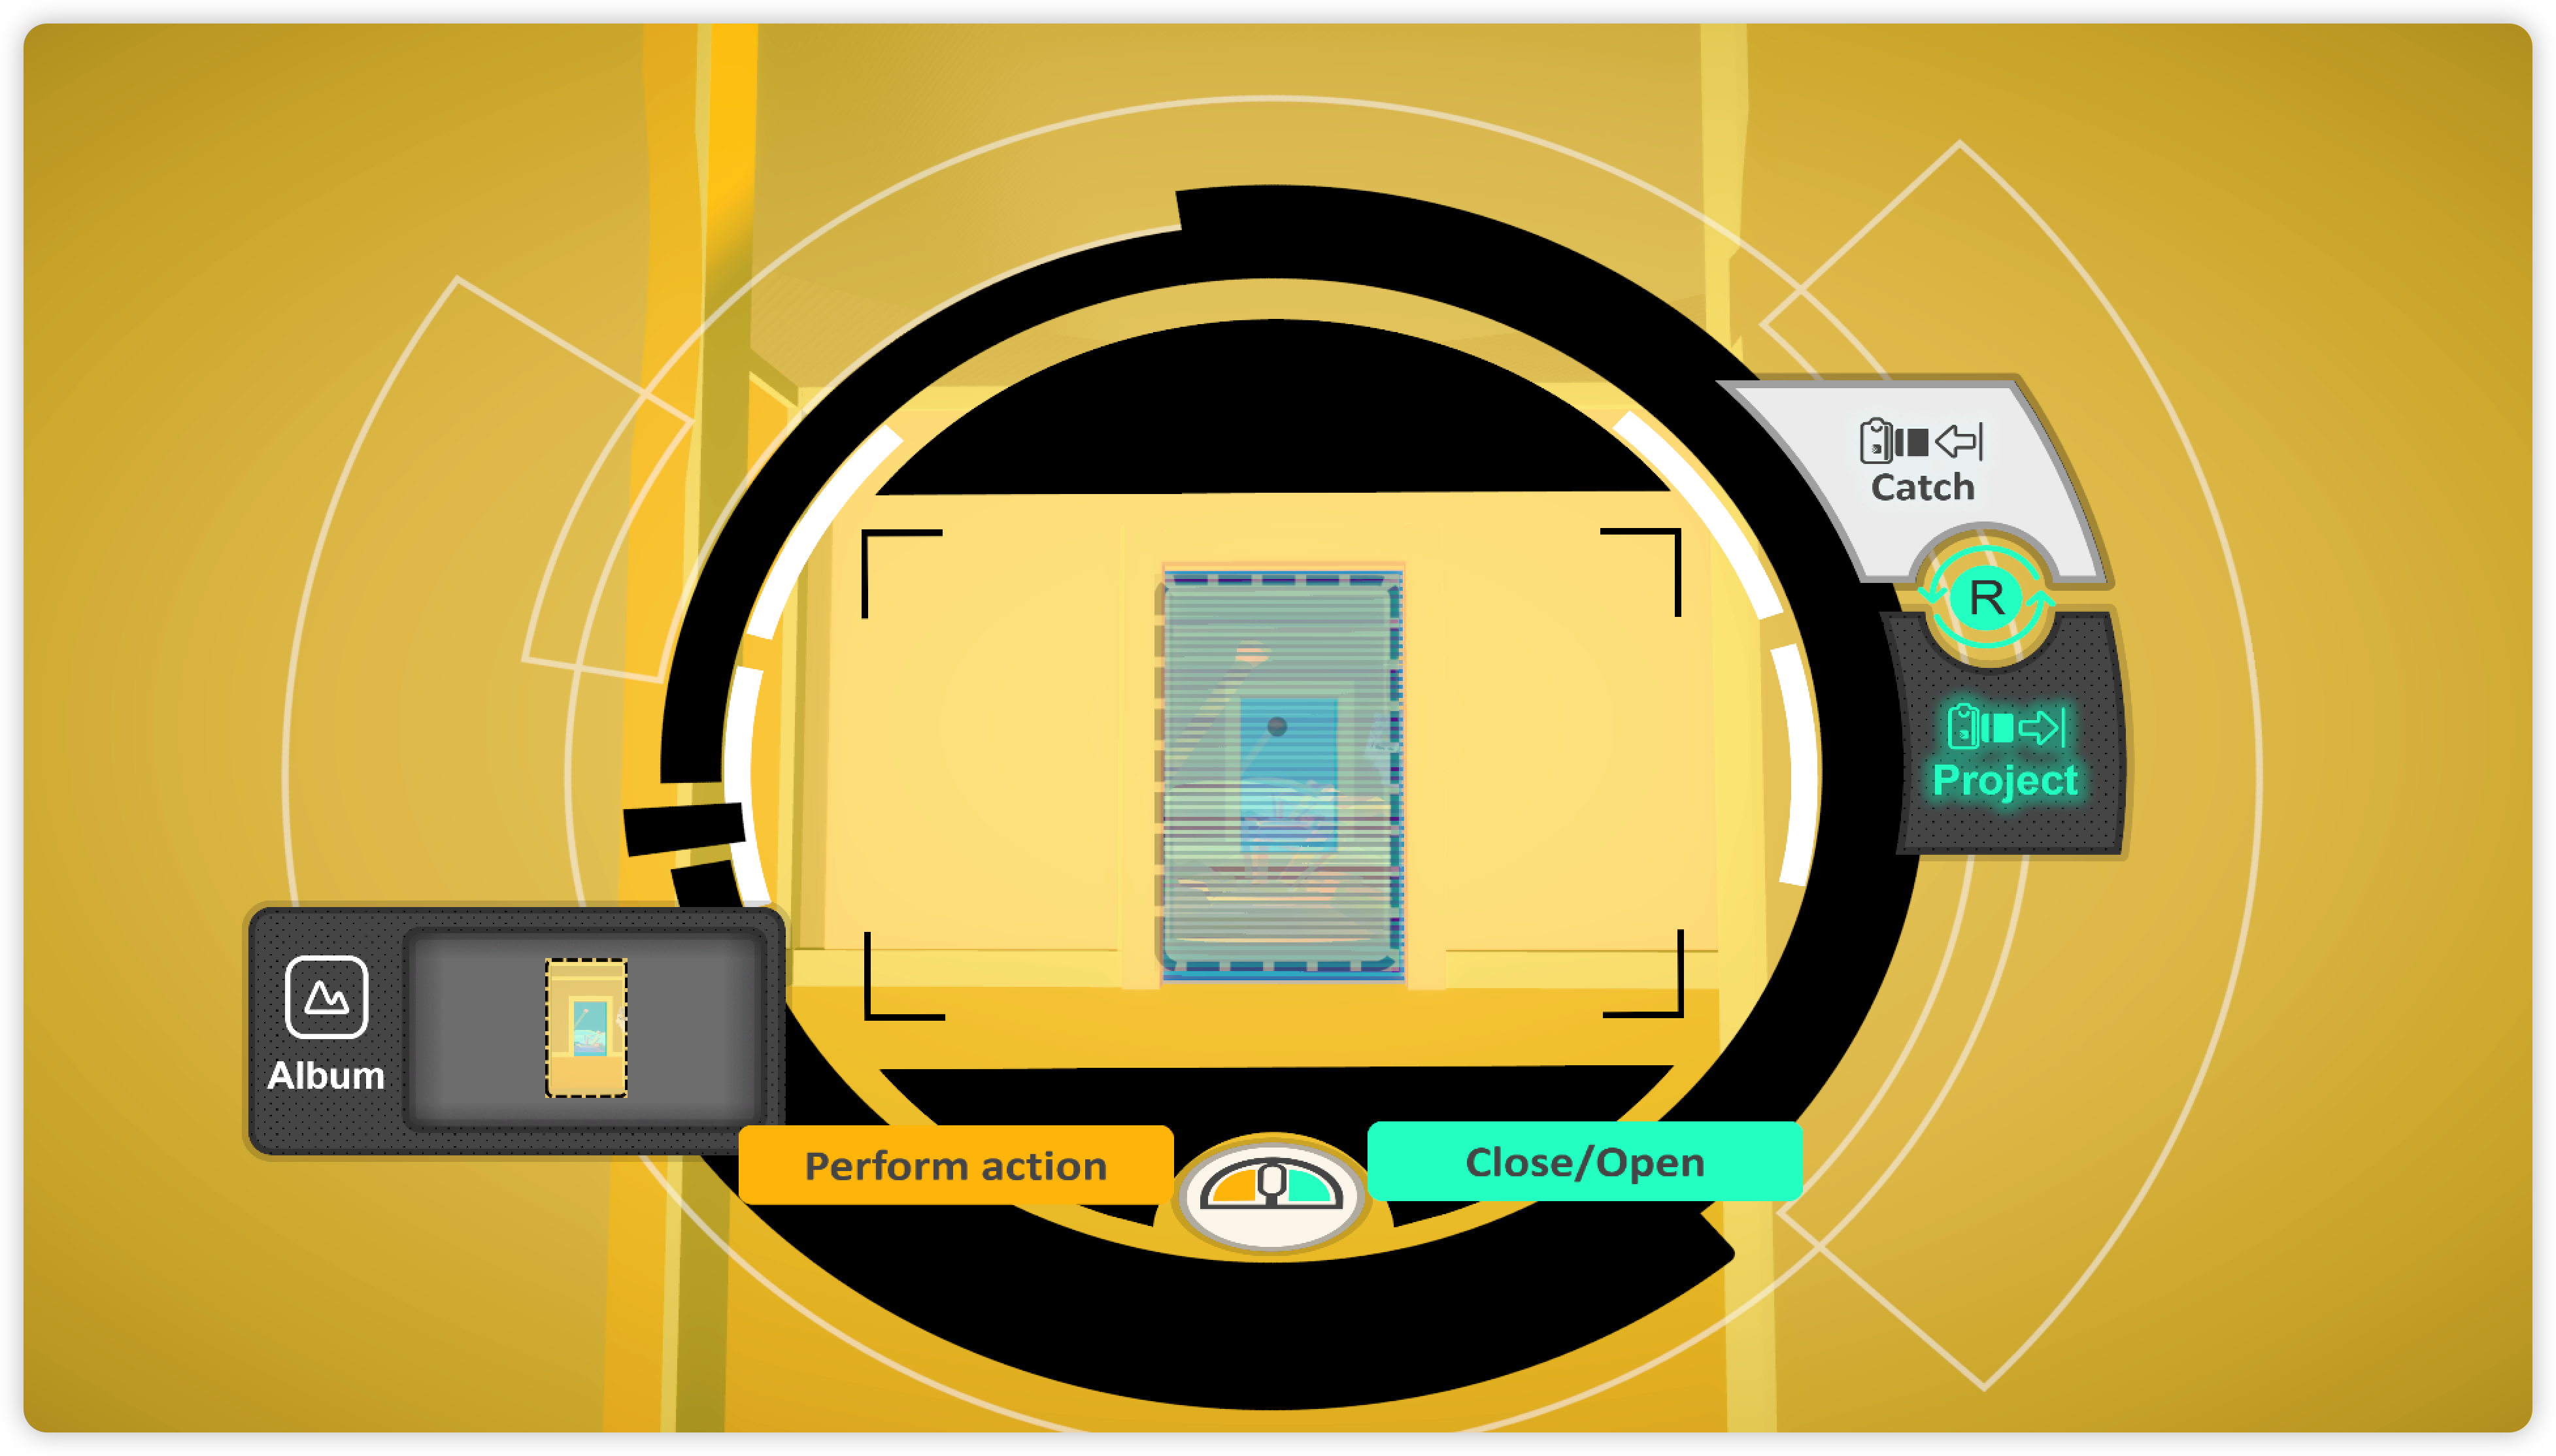 Catch
R
Project
Album
Perform action
Close/Open